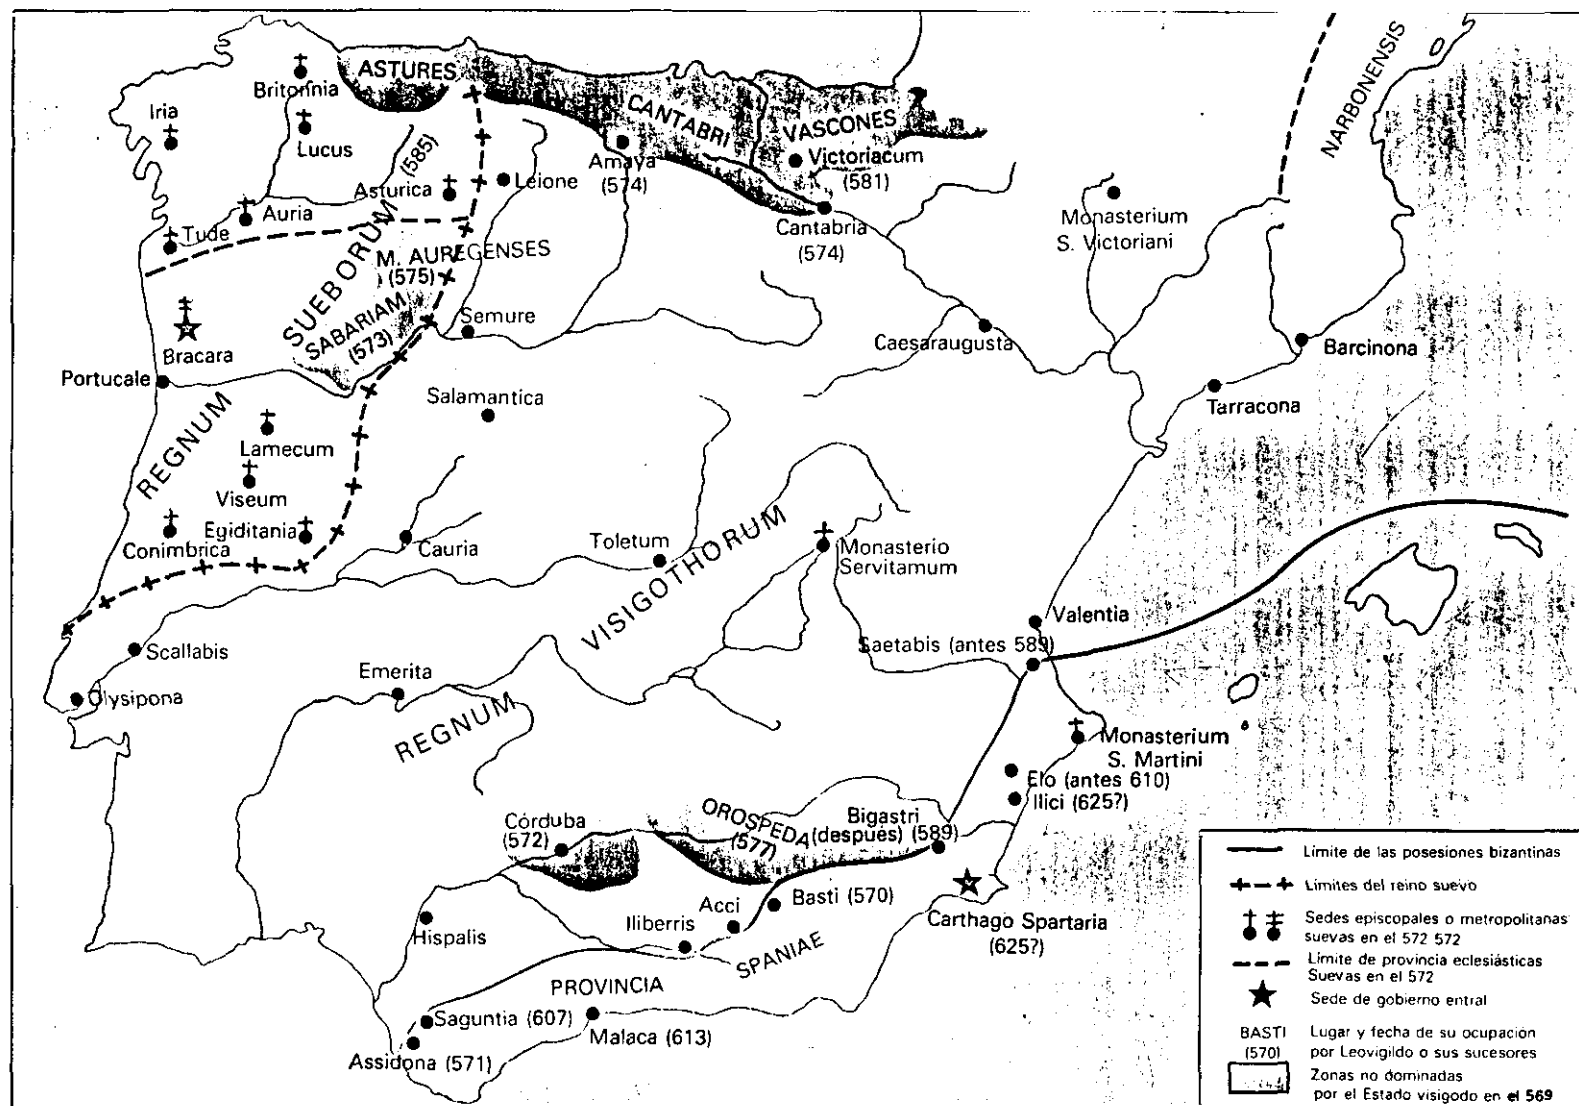 ASTURES
Britonnia
Iria
Lucus
CANTABRI
VASCONES
NARBONENSIS
Amaya
(574)
Victoriacum
(581)
Asturica
Leione
Auria
Tude
Cantabria
(574)
Monasterium
S. Victoriani
REGNUM SUEBORUM (585)
M. AUREGENSES
(575)
SABARIAM
(573)
Semure
Bracara
Portucale
Caesaraugusta
Barcinona
Tarracona
Salamantica
Lamecum
Viseum
Conimbrica
Egiditania
Cauria
Toletum
Monasterio
Servitamum
REGNUM VISIGOTHORUM
Valentia
Saetabis (antes 589)
Scallabis
Olysipona
Emerita
Monasterium
S. Martini
Elo (antes 610)
Ilici (625?)
Córduba
(572)
OROSPEDA
(577)
Bigastri
(después) (589)
Basti (570)
Acci
Iliberris
Hispalis
Carthago Spartaria
(625?)
PROVINCIA SPANIAE
Saguntia (607)
Malaca (613)
Assidona (571)
Límite de las posesiones bizantinas
Límites del reino suevo
Sedes episcopales o metropolitanas
suevas en el 572 572
Límite de provincia eclesiásticas
Suevas en el 572
Sede de gobierno entral
BASTI
(570)
Lugar y fecha de su ocupación
por Leovigildo o sus sucesores
Zonas no dominadas
por el Estado visigodo en el 569